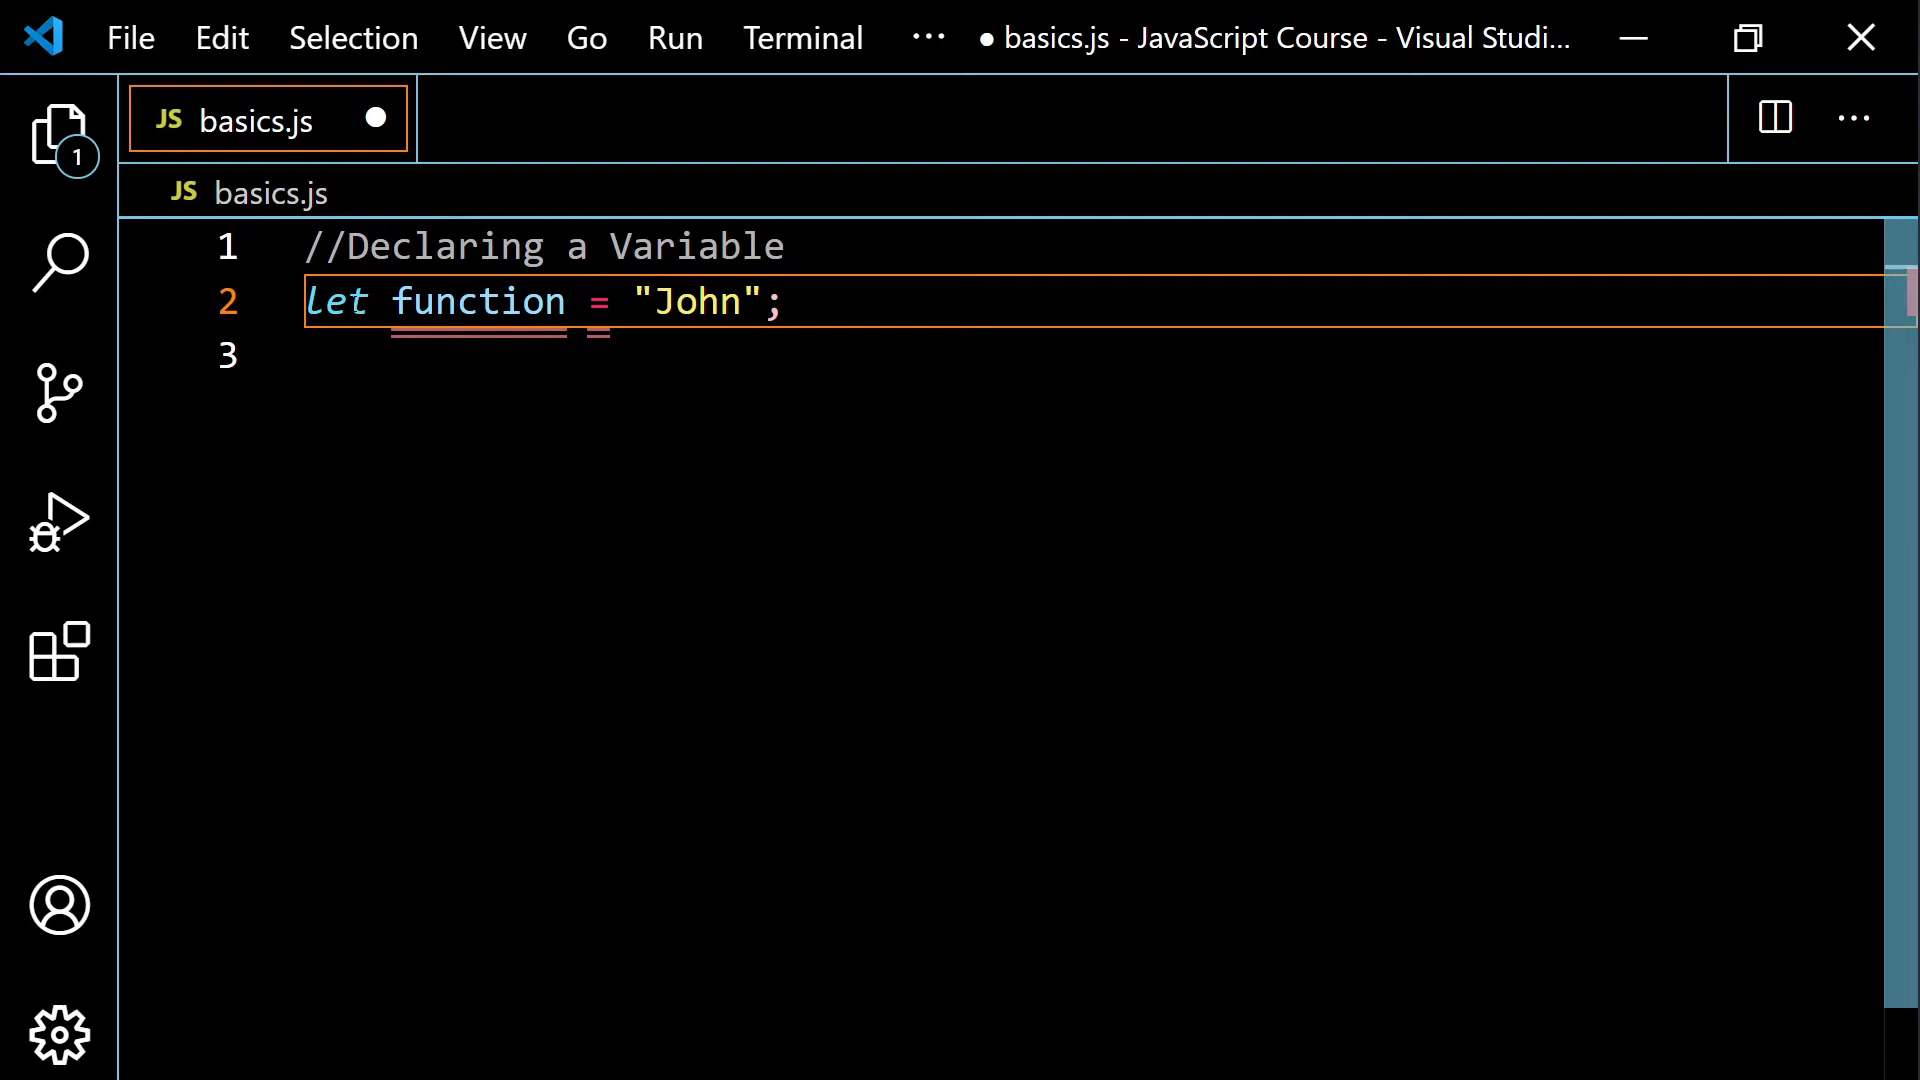 File Edit Selection View Go Run Terminal ··· ● basics.js - JavaScript Course - Visual Studi...
JS basics.js ●
1
JS basics.js
1 //Declaring a Variable
2 let function = "John";
3